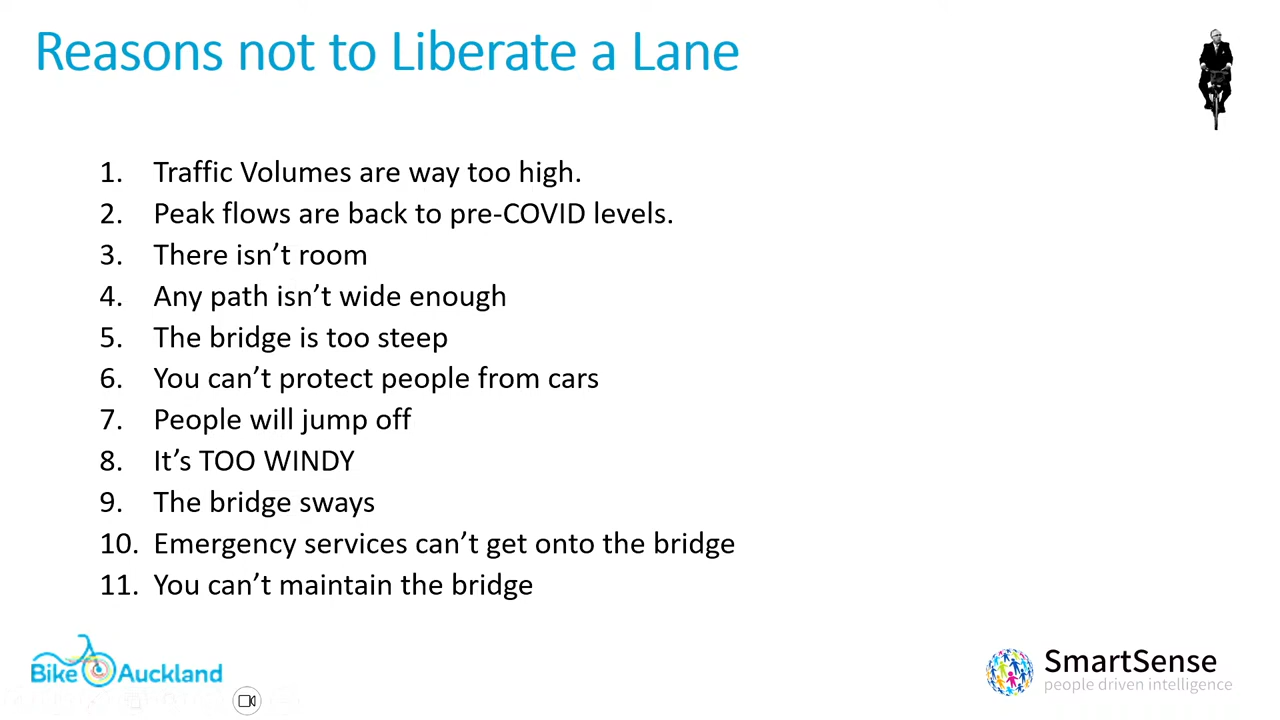 Reasons not to Liberate a Lane
1. Traffic Volumes are way too high.
2. Peak flows are back to pre-COVID levels.
3. There isn’t room
4. Any path isn’t wide enough
5. The bridge is too steep
6. You can’t protect people from cars
7. People will jump off
8. It’s TOO WINDY
9. The bridge sways
10. Emergency services can’t get onto the bridge
11. You can’t maintain the bridge
Bike Auckland
SmartSense
people driven intelligence